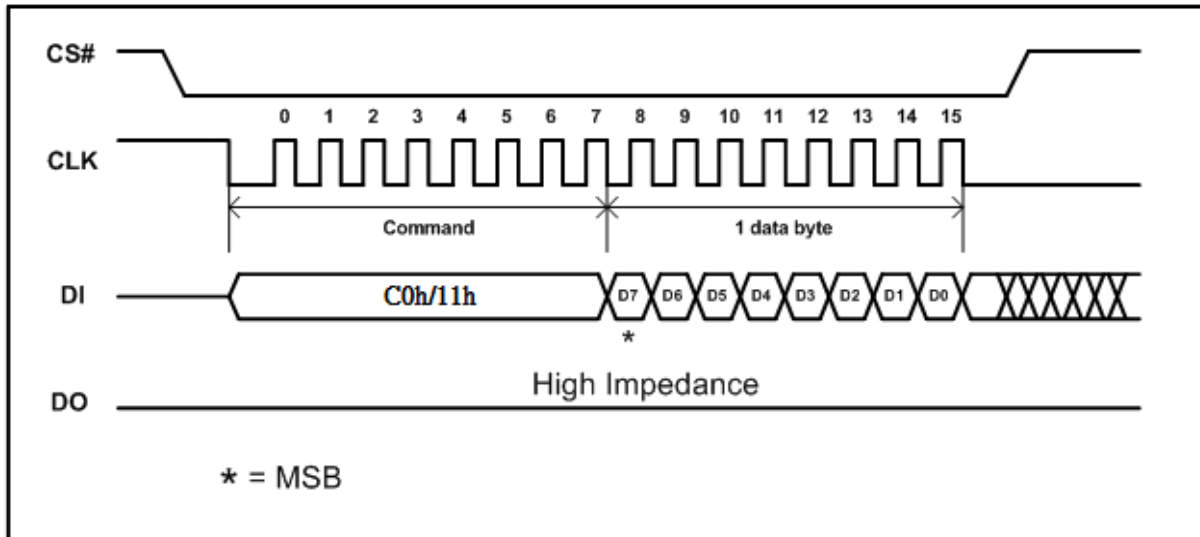 CS#
0 1 2 3 4 5 6 7 8 9 10 11 12 13 14 15
CLK
Command 1 data byte
DI C0h/11h D7 D6 D5 D4 D3 D2 D1 D0
*
High Impedance
DO
* = MSB